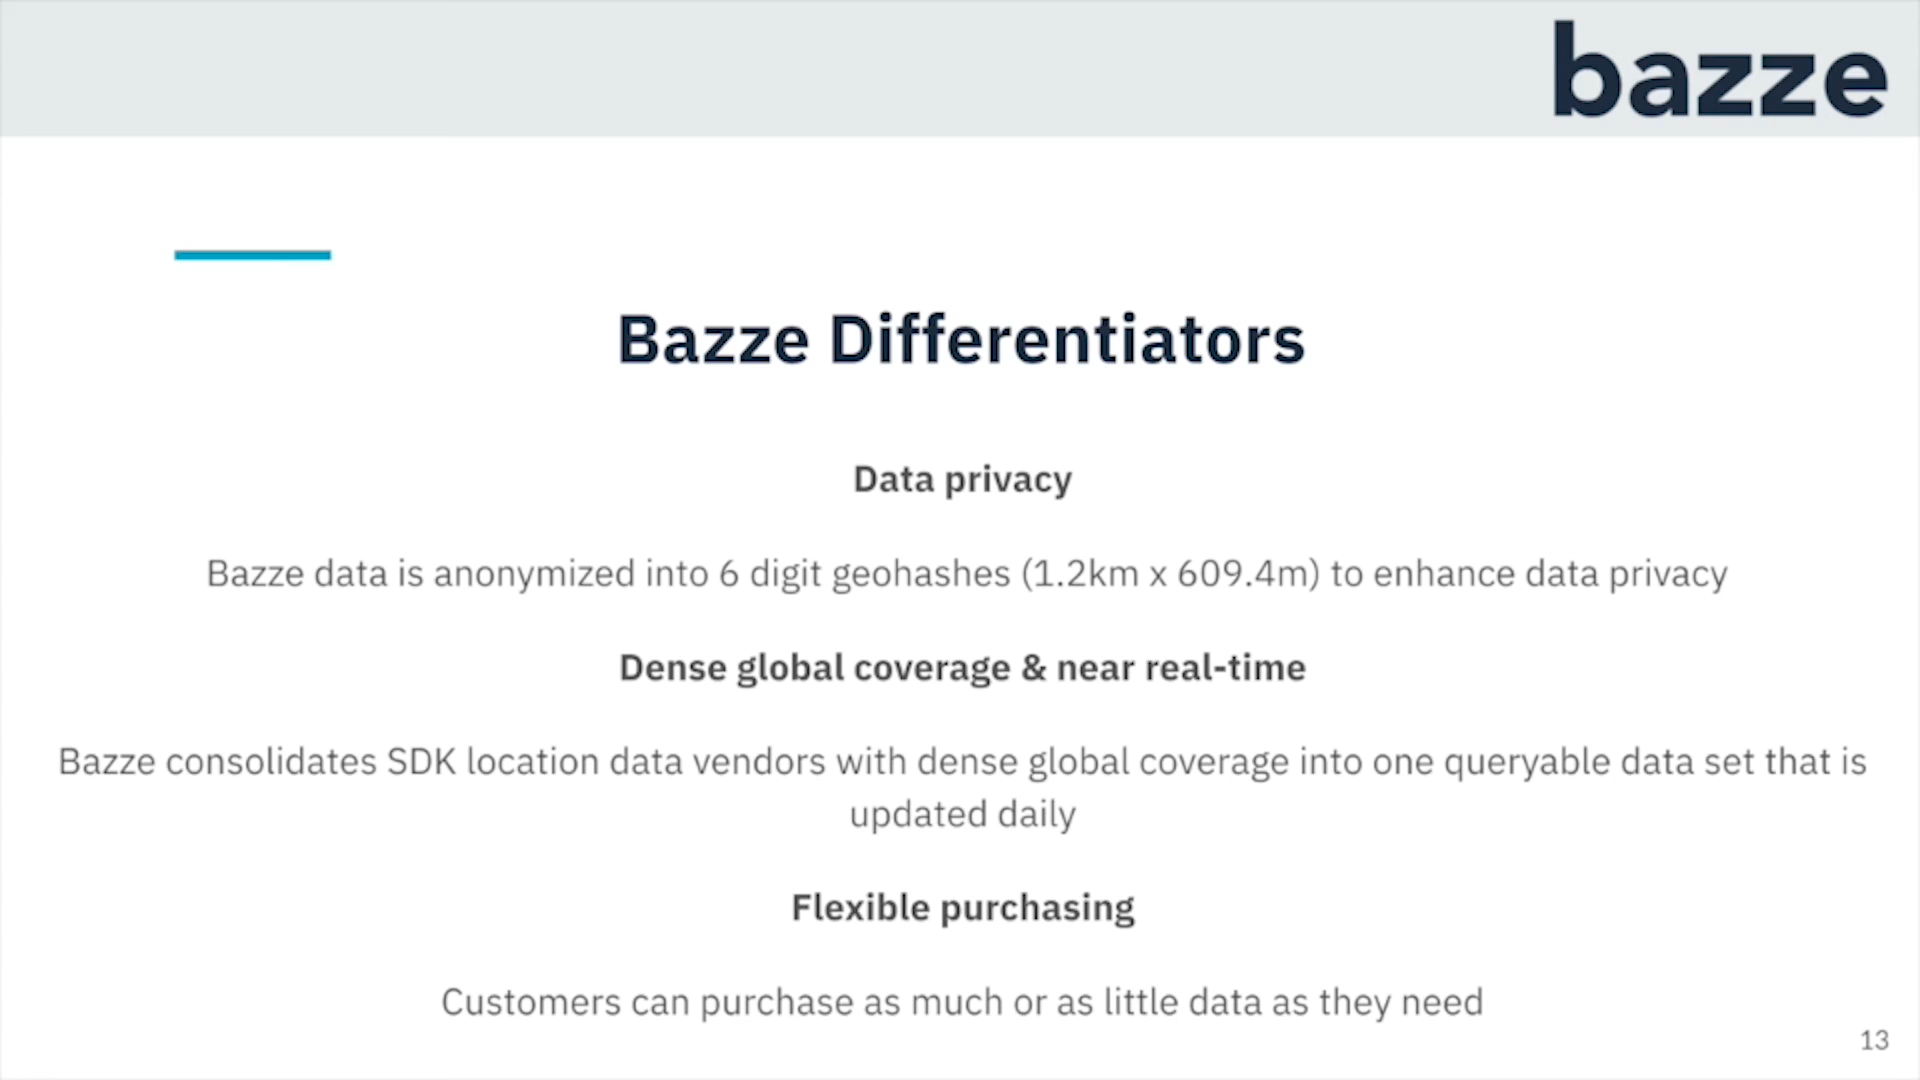 bazze
Bazze Differentiators
Data privacy
Bazze data is anonymized into 6 digit geohashes (1.2km x 609.4m) to enhance data privacy
Dense global coverage & near real-time
Bazze consolidates SDK location data vendors with dense global coverage into one queryable data set that is
updated daily
Flexible purchasing
Customers can purchase as much or as little data as they need
13